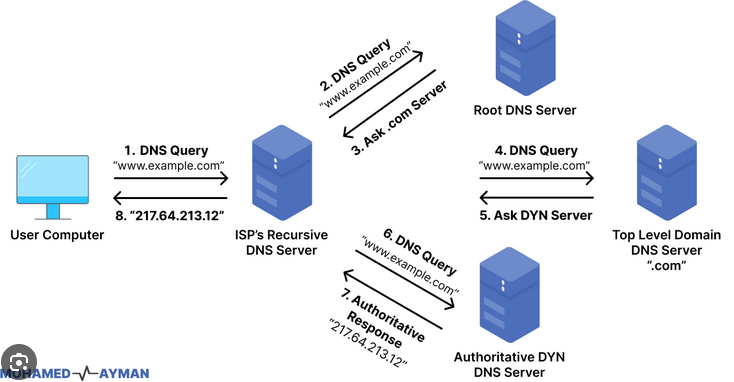 2. DNS Query
“www.example.com”
3. Ask .com Server
Root DNS Server
1. DNS Query
“www.example.com”
8. “217.64.213.12”
User Computer
ISP’s Recursive
DNS Server
4. DNS Query
“www.example.com”
5. Ask DYN Server
Top Level Domain
DNS Server
“.com”
6. DNS Query
“www.example.com”
7. Authoritative
Response
“217.64.213.12”
Authoritative DYN
DNS Server
MOHAMED AYMAN